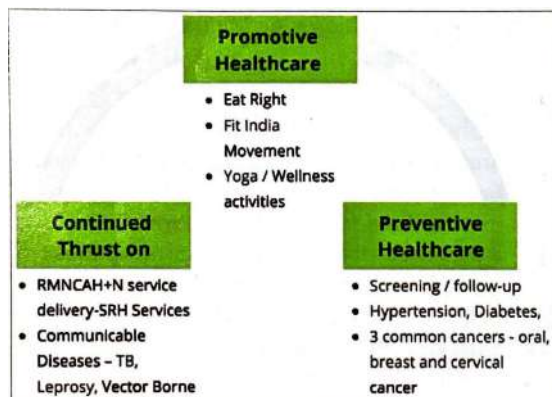 Promotive
Healthcare
• Eat Right
• Fit India
Movement
• Yoga / Wellness
activities
Continued
Thrust on
• RMNCAH+N service
delivery-SRH Services
• Communicable
Diseases – TB,
Leprosy, Vector Borne
Preventive
Healthcare
• Screening / follow-up
• Hypertension, Diabetes,
• 3 common cancers - oral,
breast and cervical
cancer